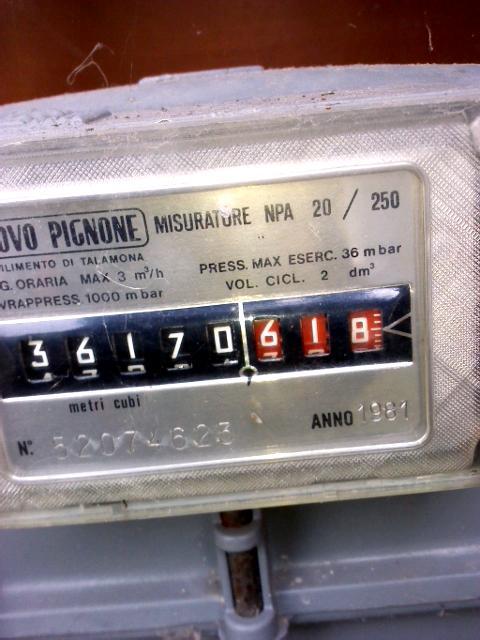 OVO PIGNONE MISURATORE NPA 20 / 250
ILIMENTO DI TALAMONA
G. ORARIA MAX 3 m³/h
VRAPPRESS. 1000 m bar
PRESS. MAX ESERC. 36 m bar
VOL. CICL. 2 dm³
36170618
metri cubi
ANNO 1981
N° 52074623